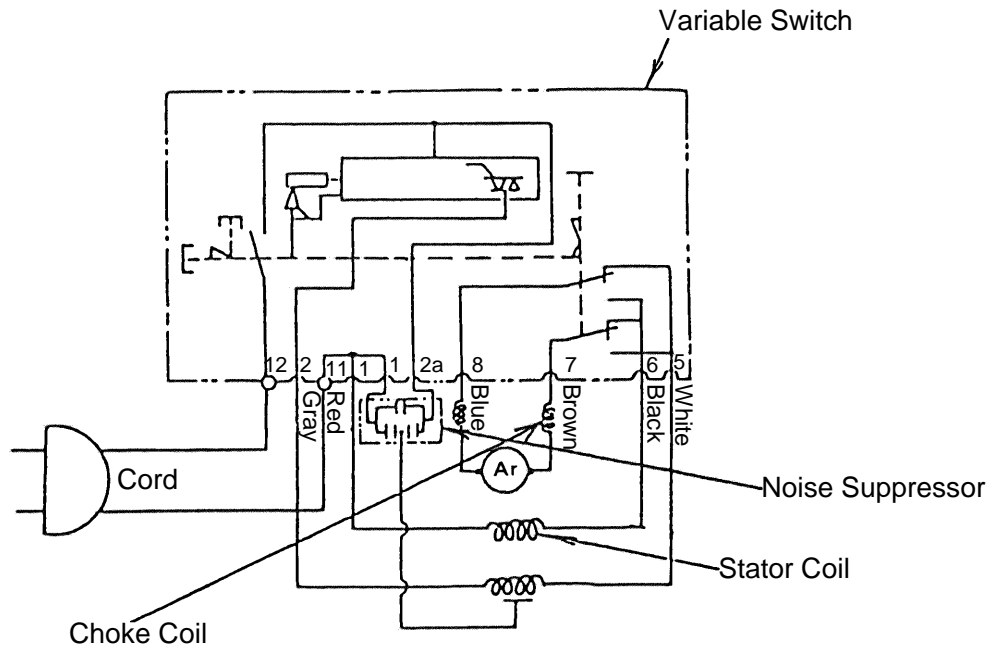 Variable Switch
12 2 11 1 1 2a 8 7 6 5
Gray
Red
Blue
Brown
Black
White
Ar
Cord
Noise Suppressor
Stator Coil
Choke Coil